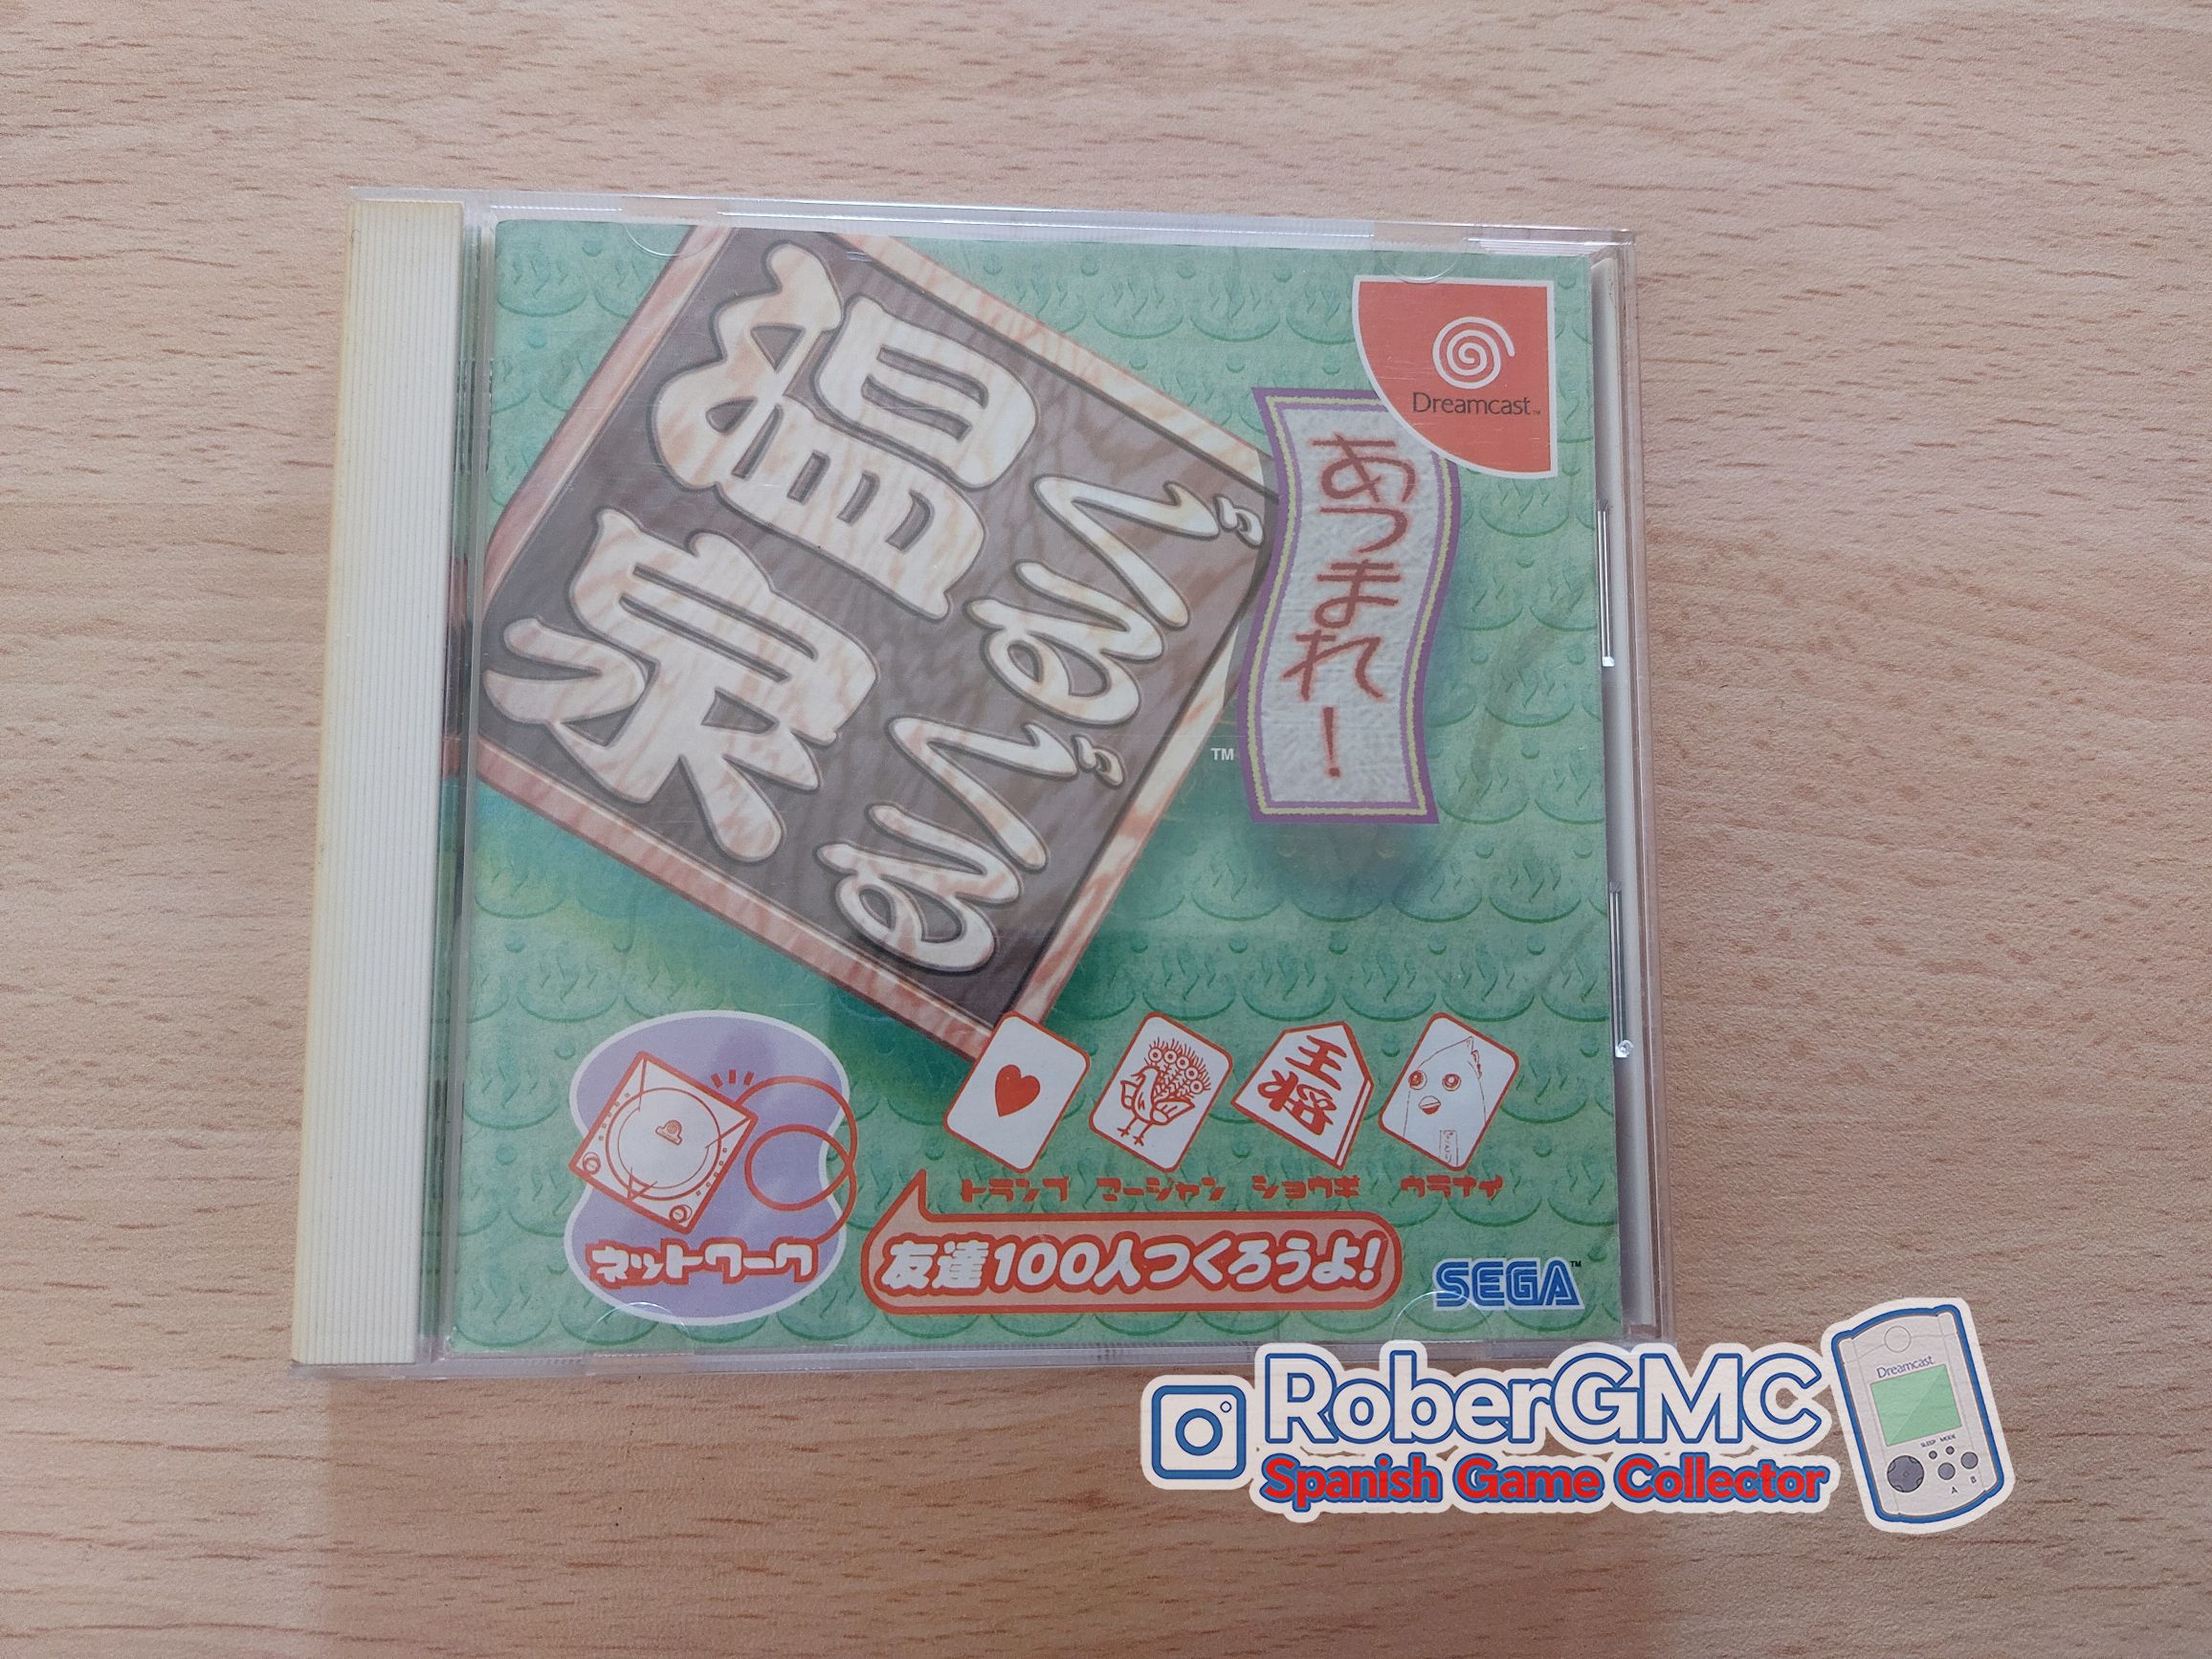 Dreamcast™
あつまれ!
ぐるぐる
温泉
TM
トランプ マージャン ショウギ ウラナイ
王将
ネットワーク
友達100人つくろうよ!
SEGA™
RoberGMC
Spanish Game Collector
Dreamcast
SLEEP MODE
A
B